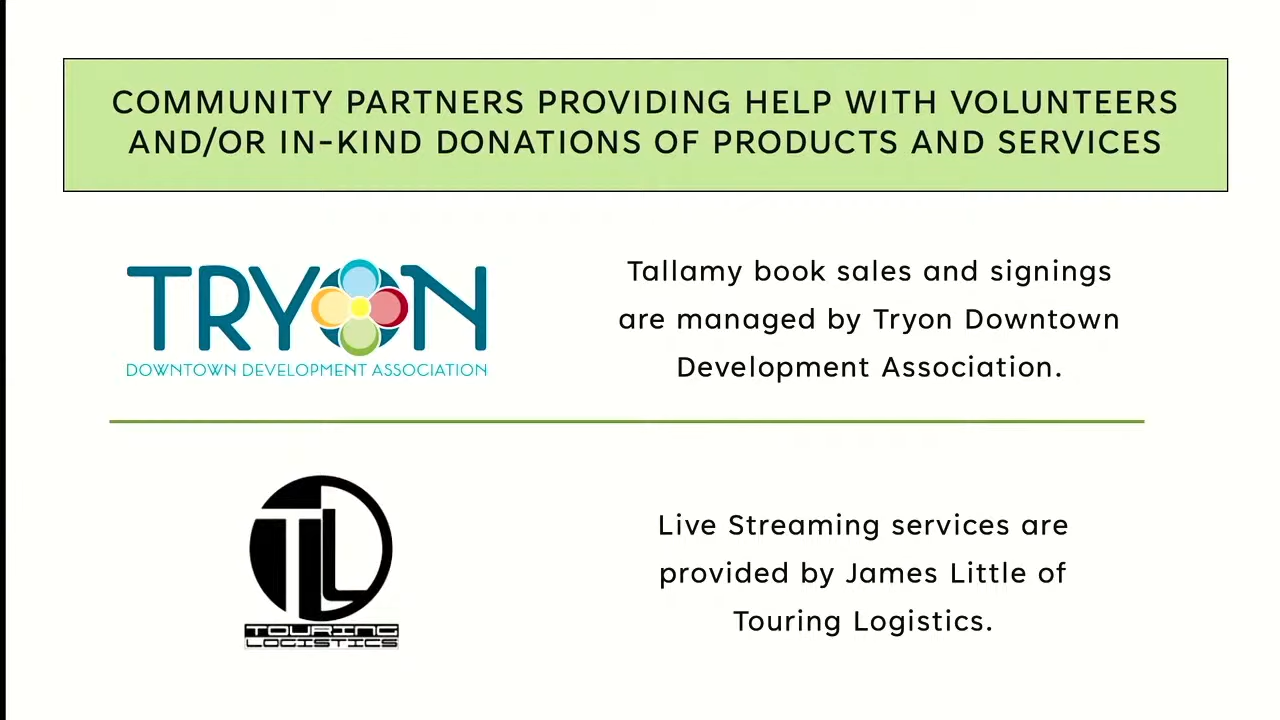 COMMUNITY PARTNERS PROVIDING HELP WITH VOLUNTEERS
AND/OR IN-KIND DONATIONS OF PRODUCTS AND SERVICES
TRYON
DOWNTOWN DEVELOPMENT ASSOCIATION
Tallamy book sales and signings
are managed by Tryon Downtown
Development Association.
TL
TOURING
LOGISTICS
Live Streaming services are
provided by James Little of
Touring Logistics.